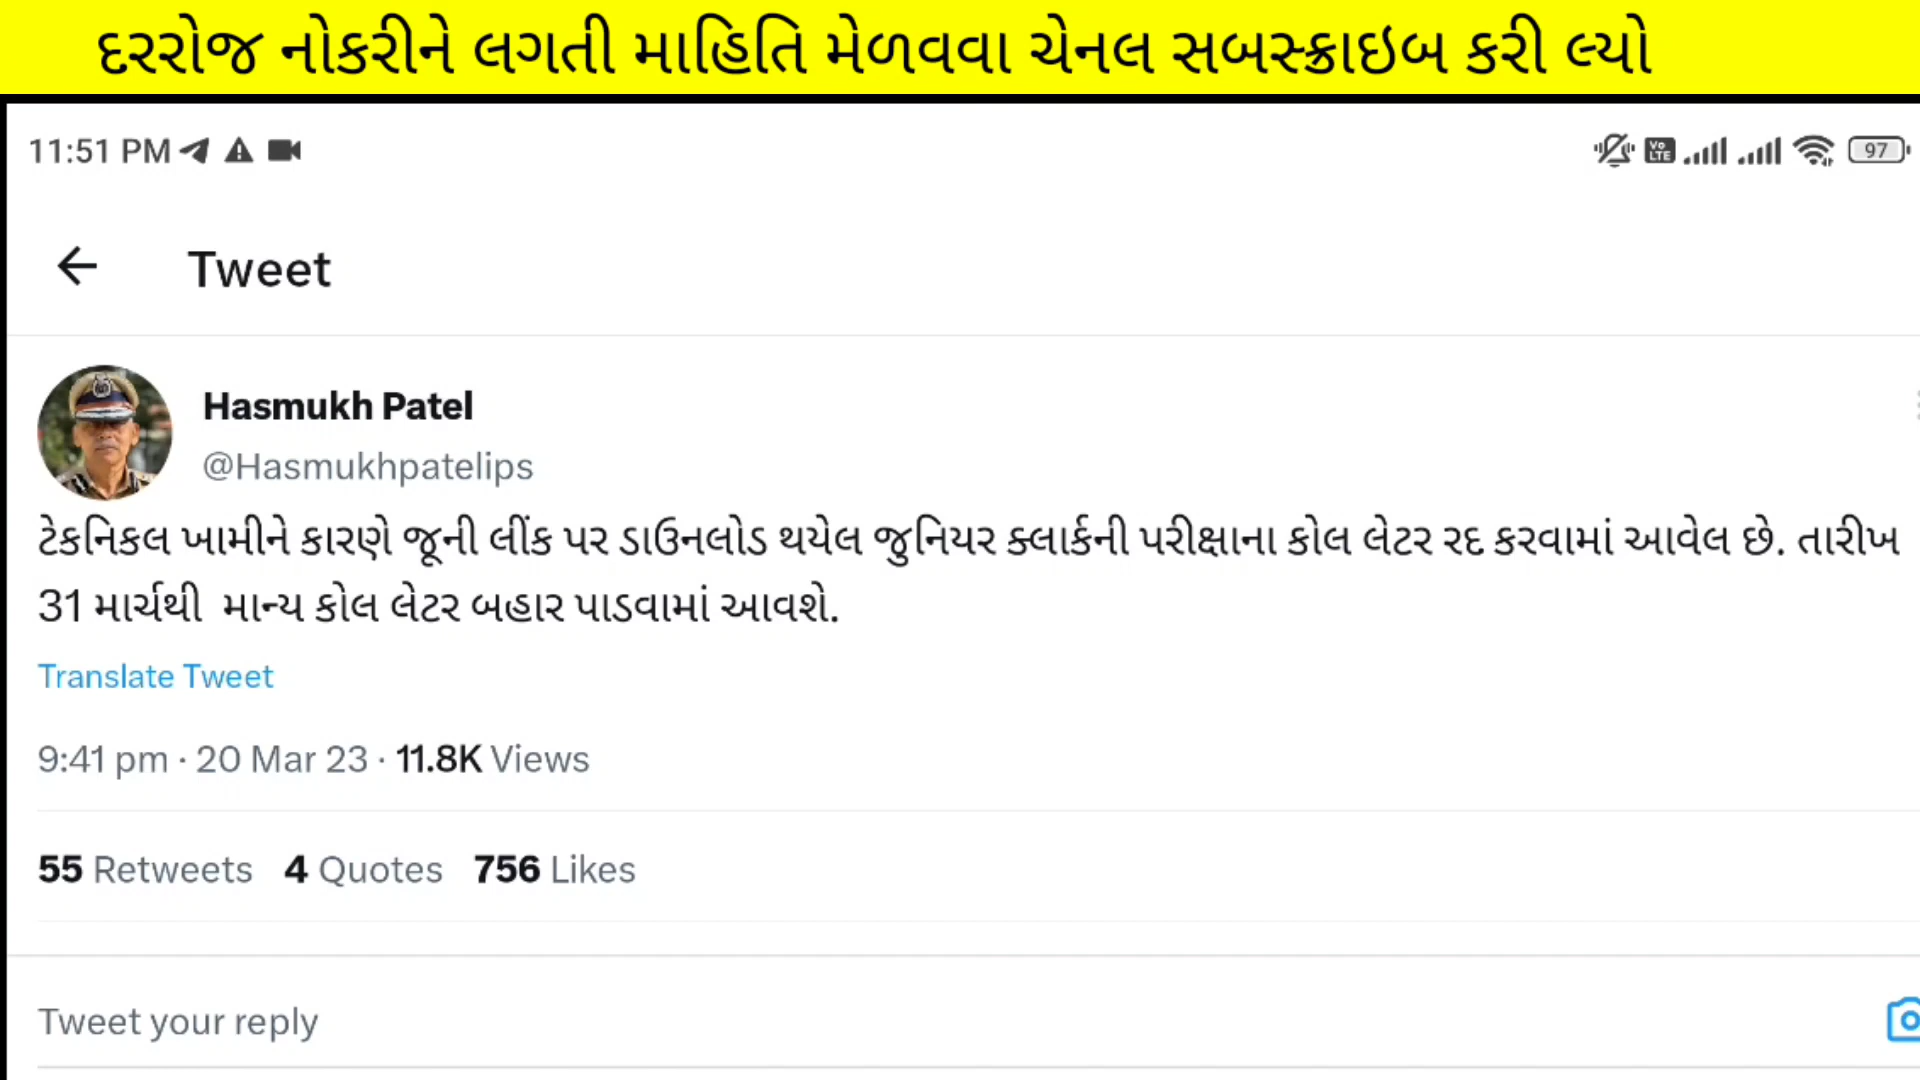 દરરોજ નોકરીને લગતી માહિતિ મેળવવા ચેનલ સબસ્ક્રાઇબ કરી લ્યો
11:51 PM
Vo LTE
97
Tweet
Hasmukh Patel
@Hasmukhpatelips
ટેકનિકલ ખામીને કારણે જૂની લીંક પર ડાઉનલોડ થયેલ જુનિયર ક્લાર્કની પરીક્ષાના કોલ લેટર રદ કરવામાં આવેલ છે. તારીખ
31 માર્ચથી  માન્ય કોલ લેટર બહાર પાડવામાં આવશે.
Translate Tweet
9:41 pm · 20 Mar 23 · 11.8K Views
55 Retweets 4 Quotes 756 Likes
Tweet your reply